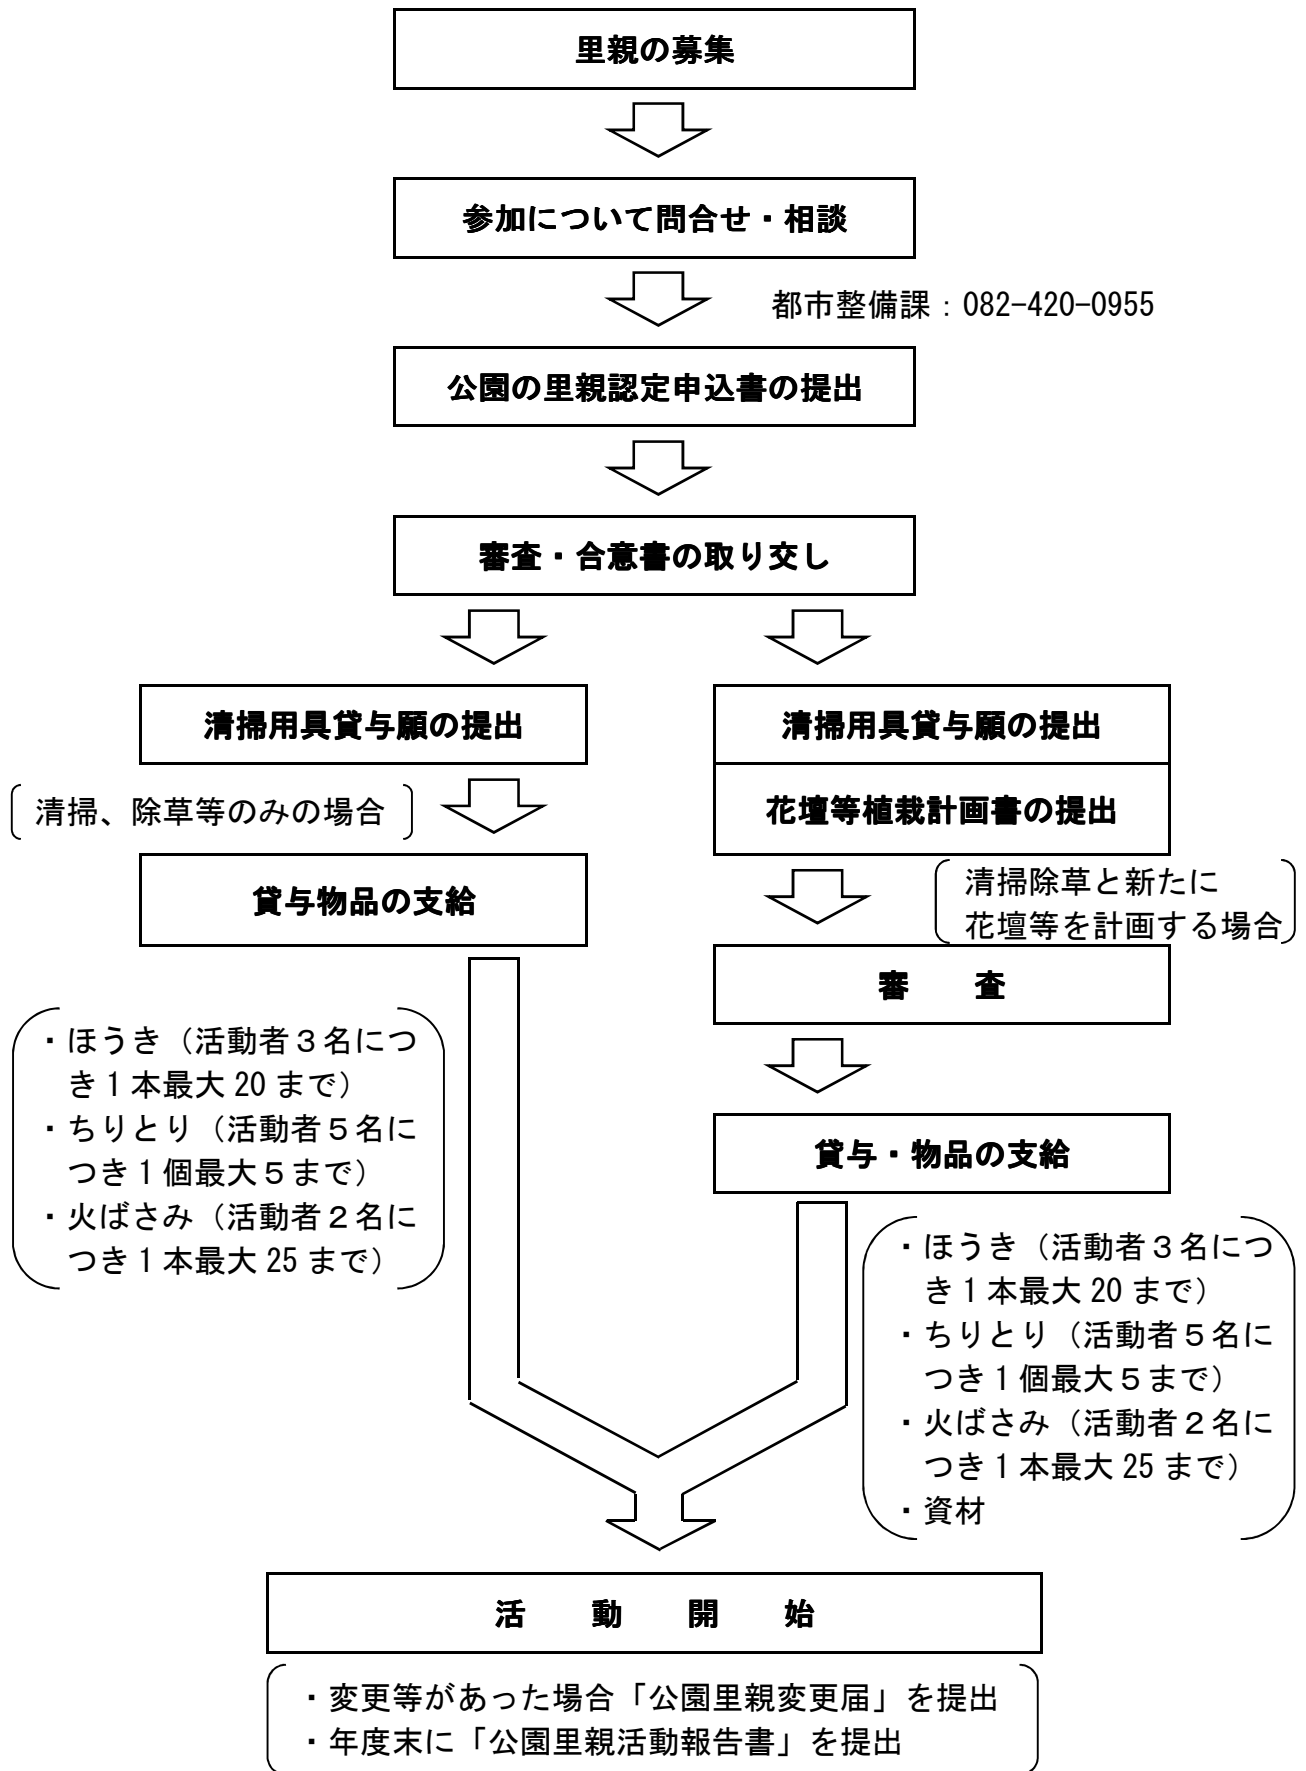 里親の募集
参加について問合せ・相談
都市整備課：082-420-0955
公園の里親認定申込書の提出
審査・合意書の取り交し
清掃用具貸与願の提出
清掃、除草等のみの場合
貸与物品の支給
・ほうき（活動者３名につ
き１本最大 20 まで）
・ちりとり（活動者５名に
つき１個最大５まで）
・火ばさみ（活動者２名に
つき１本最大 25 まで）
清掃用具貸与願の提出
花壇等植栽計画書の提出
清掃除草と新たに
花壇等を計画する場合
審　　査
貸与・物品の支給
・ほうき（活動者３名につ
き１本最大 20 まで）
・ちりとり（活動者５名に
つき１個最大５まで）
・火ばさみ（活動者２名に
つき１本最大 25 まで）
・資材
活　　動　　開　　始
・変更等があった場合「公園里親変更届」を提出
・年度末に「公園里親活動報告書」を提出